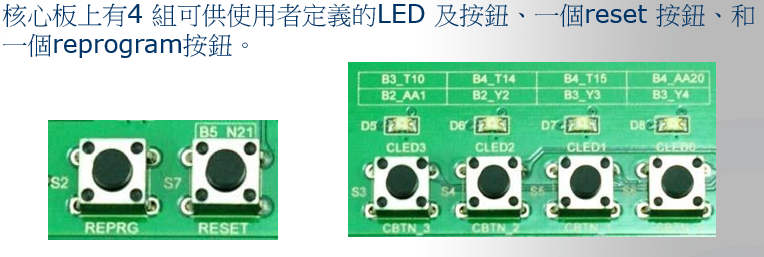 核心板上有4 組可供使用者定義的LED 及按鈕、一個reset 按鈕、和
一個reprogram按鈕。
B5 N21
S2
S7
REPRG
RESET
B3_T10 B4_T14 B4_T15 B4_AA20
B2_AA1 B2_Y2 B3_Y3 B3_Y4
D5 D6 D7 D8
CLED3 CLED2 CLED1 CLED0
S3 S4 S5
CBTN_3 CBTN_2